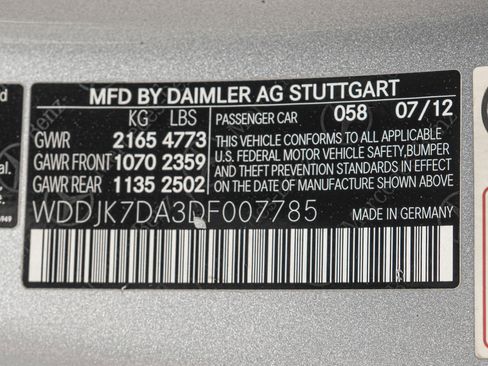 MFD BY DAIMLER AG STUTTGART
KG LBS PASSENGER CAR 058 07/12
GVWR 2165 4773
GAWR FRONT 1070 2359
GAWR REAR 1135 2502
THIS VEHICLE CONFORMS TO ALL APPLICABLE
U.S. FEDERAL MOTOR VEHICLE SAFETY,BUMPER
AND THEFT PREVENTION STANDARDS IN EFFECT
ON THE DATE OF MANUFACTURE SHOWN ABOVE.
WDDJK7DA3DF007785 MADE IN GERMANY